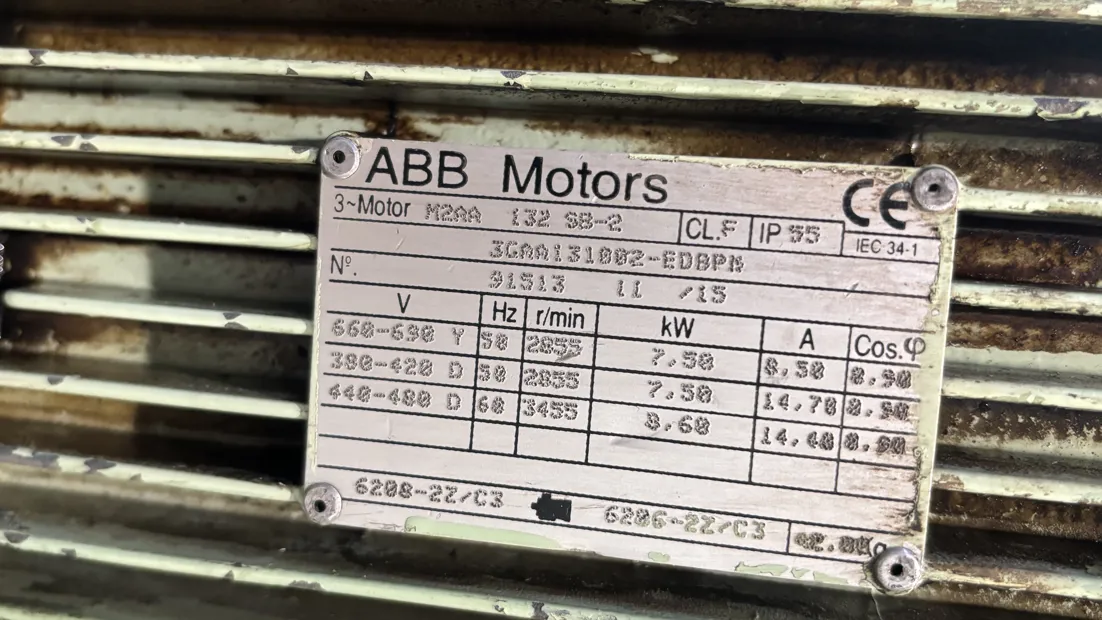 ABB Motors
CE
3~Motor M2AA 132 SB-2 CL.F IP 55 IEC 34-1
3GAA131002-EDBPN
Nº. 91513 11 /15
V Hz r/min kW A Cos.φ
660-690 Y 50 2855 7.50 8.50 0.90
380-420 D 50 2855 7.50 14.70 0.90
440-480 D 60 3455 8.60 14.40 0.90
6208-2Z/C3 6206-2Z/C3